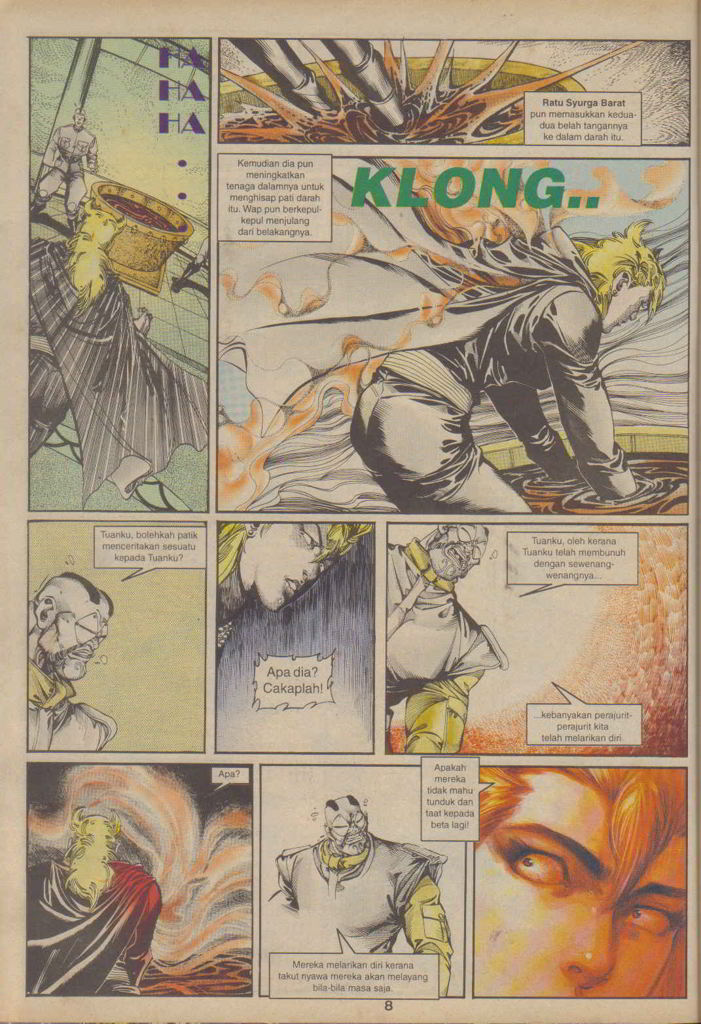 HA
HA
HA
. .
Ratu Syurga Barat
pun memasukkan kedua-
dua belah tangannya
ke dalam darah itu.
Kemudian dia pun
meningkatkan
tenaga dalamnya untuk
menghisap pati darah
itu. Wap pun berkepul-
kepul menjulang
dari belakangnya.
KLONG..
Tuanku, bolehkah patik
menceritakan sesuatu
kepada Tuanku?
Apa dia?
Cakaplah!
Tuanku, oleh kerana
Tuanku telah membunuh
dengan sewenang-
wenangnya...
...kebanyakan perajurit-
perajurit kita
telah melarikan diri.
Apa?
Mereka melarikan diri kerana
takut nyawa mereka akan melayang
bila-bila masa saja.
Apakah
mereka
tidak mahu
tunduk dan
taat kepada
beta lagi!
8